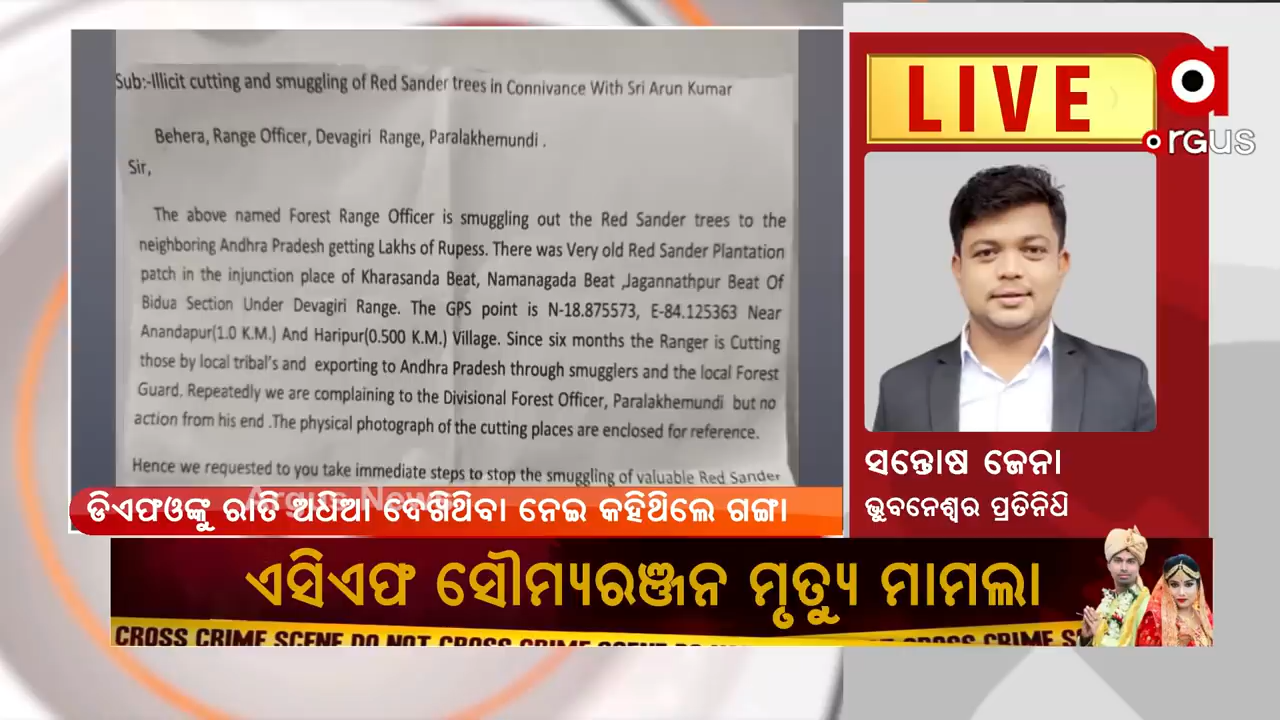 Sub:-Illicit cutting and smuggling of Red Sander trees in Connivance With Sri Arun Kumar
Behera, Range Officer, Devagiri Range, Paralakhemundi .
Sir,
The above named Forest Range Officer is smuggling out the Red Sander trees to the
neighboring Andhra Pradesh getting Lakhs of Rupess. There was Very old Red Sander Plantation
patch in the injunction place of Kharasanda Beat, Namanagada Beat ,Jagannathpur Beat Of
Bidua Section Under Devagiri Range. The GPS point is N-18.875573, E-84.125363 Near
Anandapur(1.0 K.M.) And Haripur(0.500 K.M.) Village. Since six months the Ranger is Cutting
those by local tribal's and exporting to Andhra Pradesh through smugglers and the local Forest
Guard. Repeatedly we are complaining to the Divisional Forest Officer, Paralakhemundi but no
action from his end .The physical photograph of the cutting places are enclosed for reference.
Hence we requested to you take immediate steps to stop the smuggling of valuable Red Sander
Argus News
ଡିଏଫଓଙ୍କୁ ରାତି ଅଧିଆ ଦେଖିଥିବା ନେଇ କହିଥିଲେ ଗଙ୍ଗା
LIVE
a
argus
ସନ୍ତୋଷ ଜେନା
ଭୁବନେଶ୍ୱର ପ୍ରତିନିଧି
ଏସିଏଫ ସୌମ୍ୟରଞ୍ଜନ ମୃତ୍ୟୁ ମାମଲା
CROSS CRIME SCENE DO NOT CROSS CRIME SCENE
CROSS CRIME